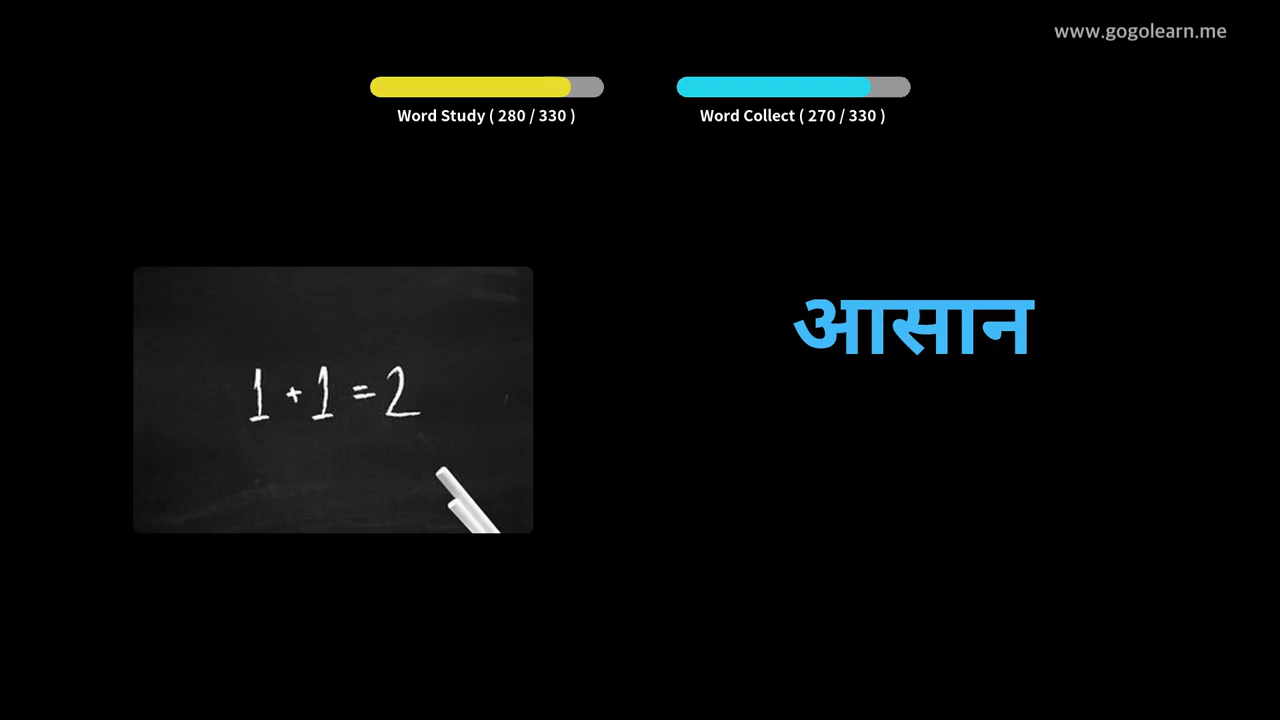 www.gogolearn.me
Word Study ( 280 / 330 )
Word Collect ( 270 / 330 )
आसान
1 + 1 = 2